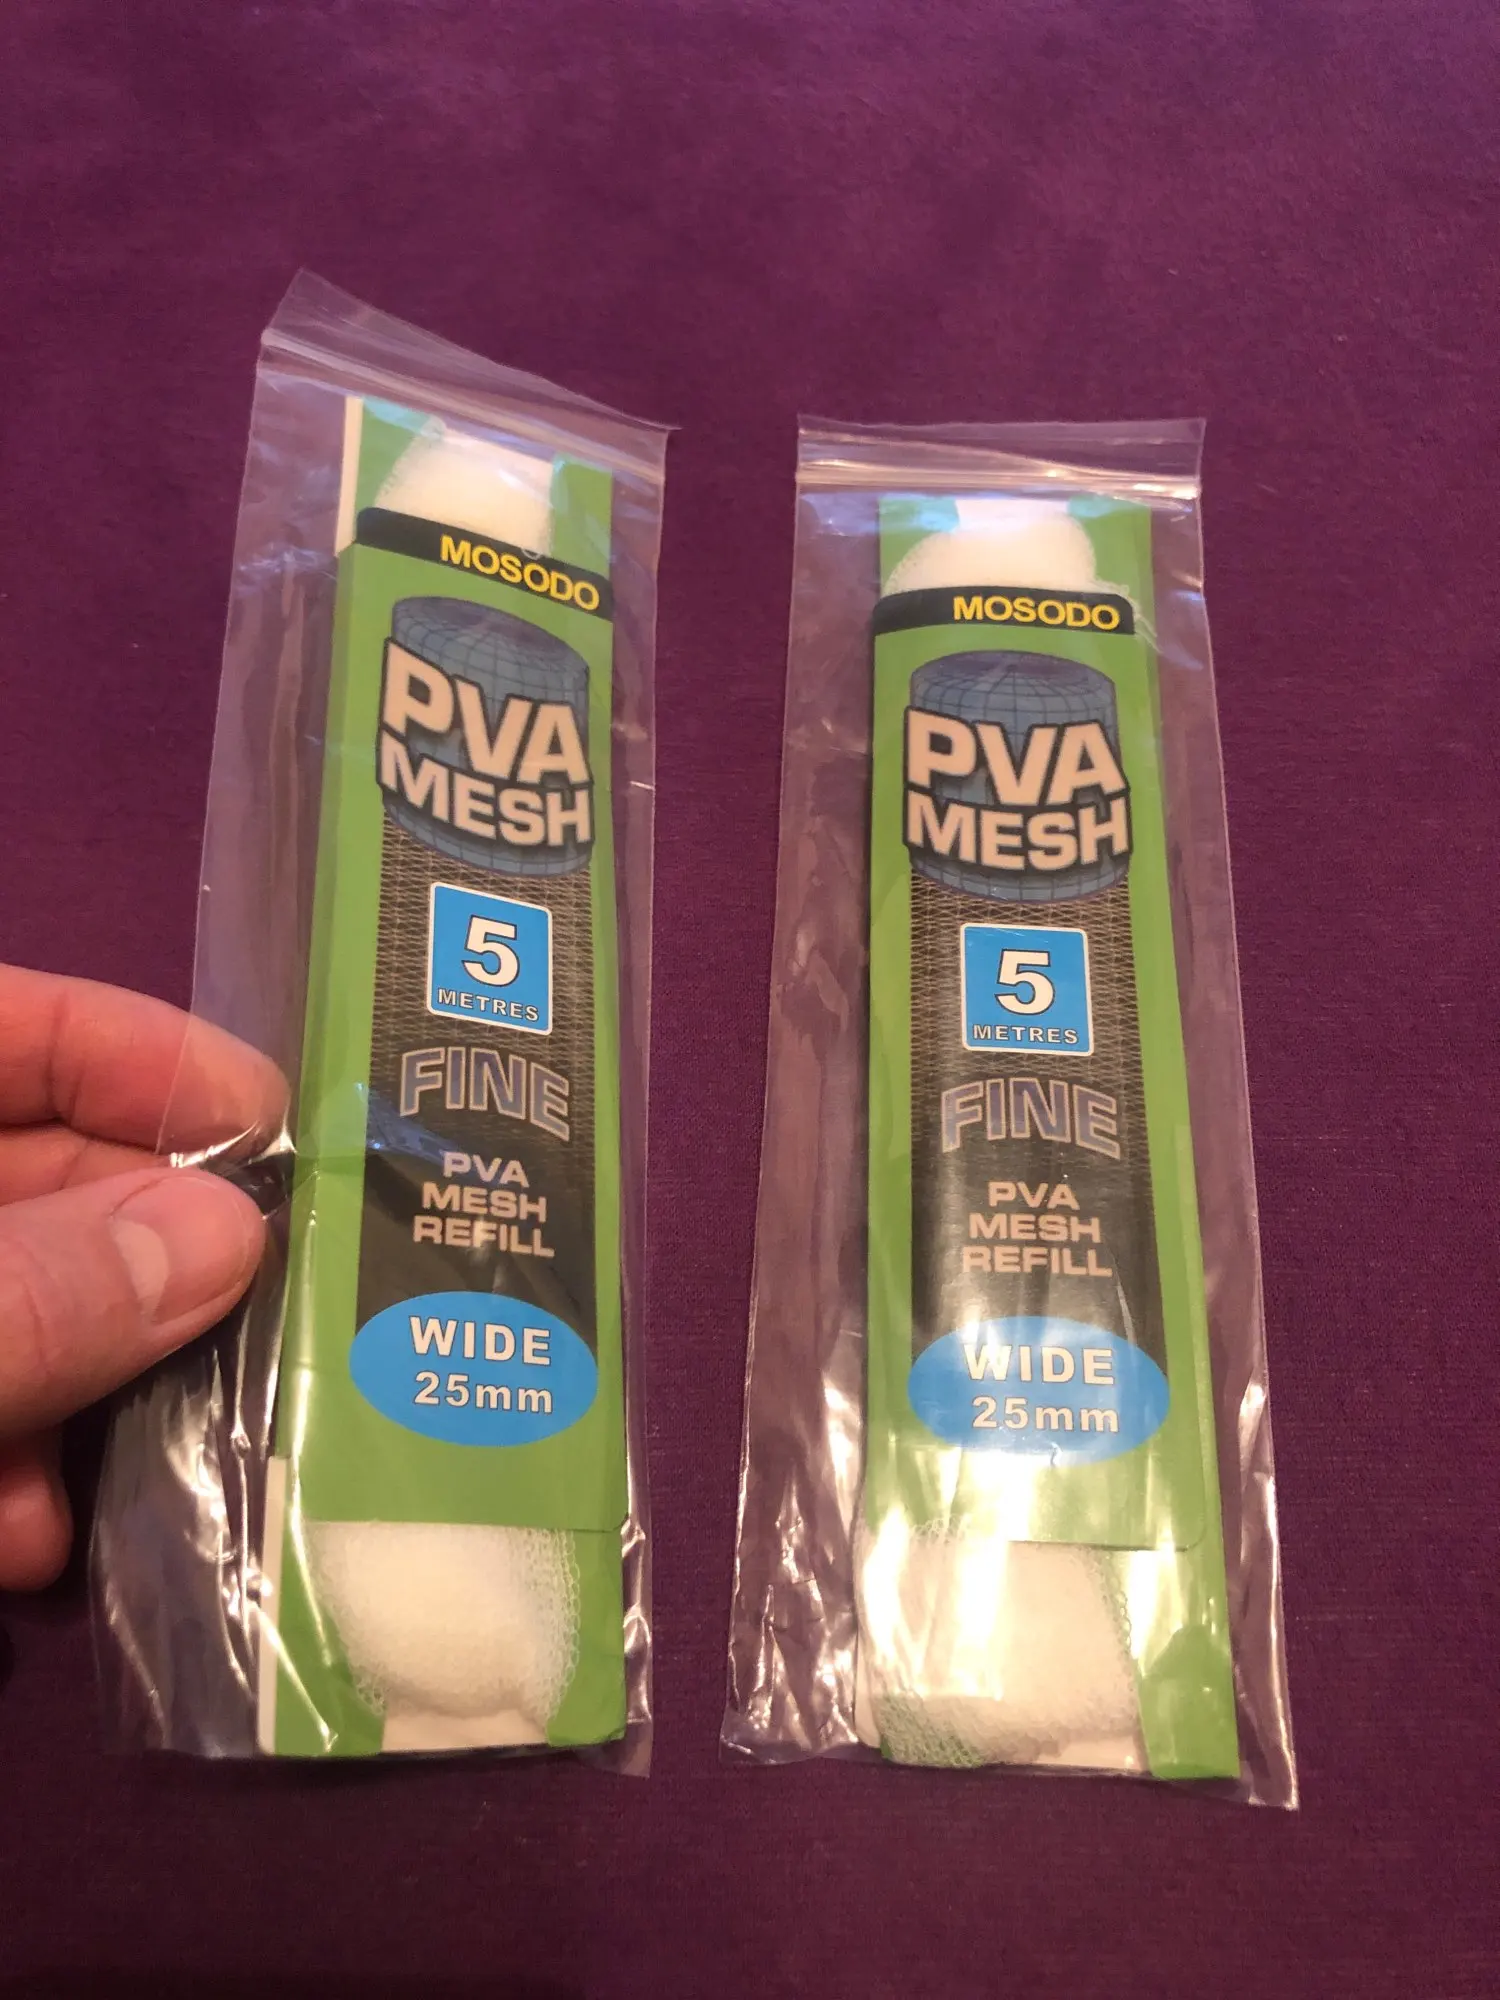 MOSODO
PVA
MESH
5
METRES
FINE
PVA
MESH
REFILL
WIDE
25mm
MOSODO
PVA
MESH
5
METRES
FINE
PVA
MESH
REFILL
WIDE
25mm